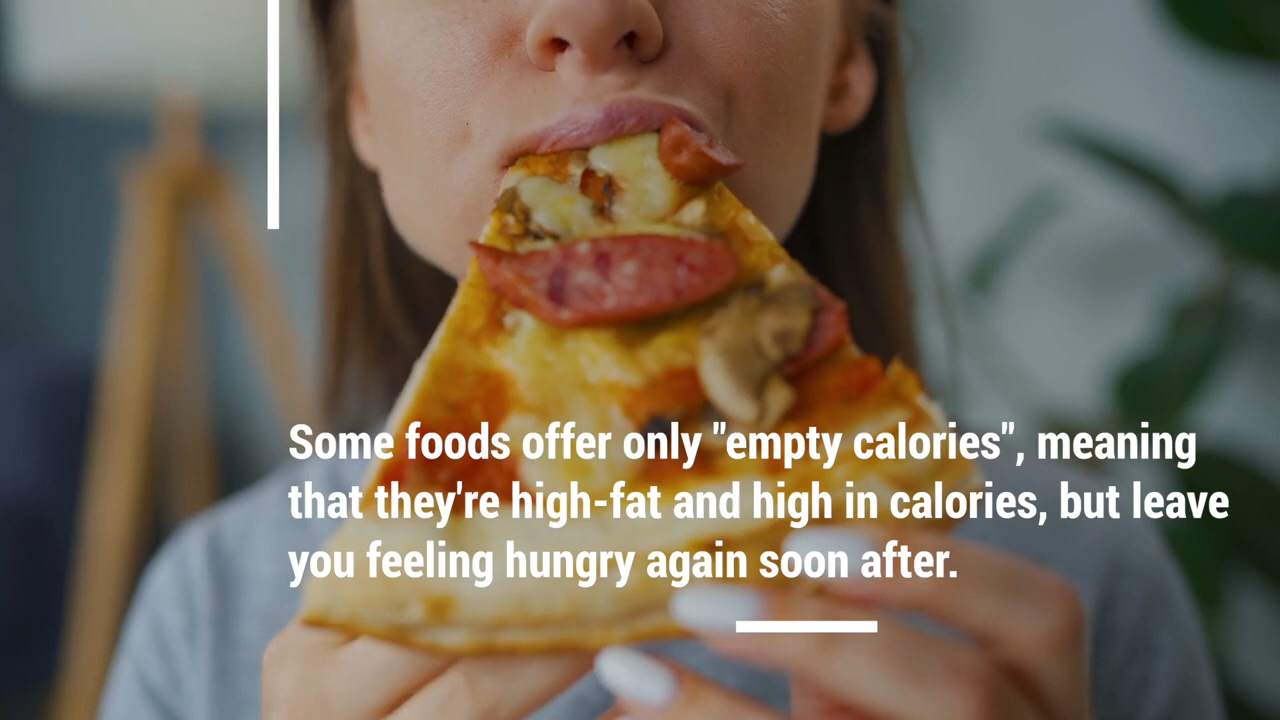 Some foods offer only "empty calories", meaning
that they're high-fat and high in calories, but leave
you feeling hungry again soon after.